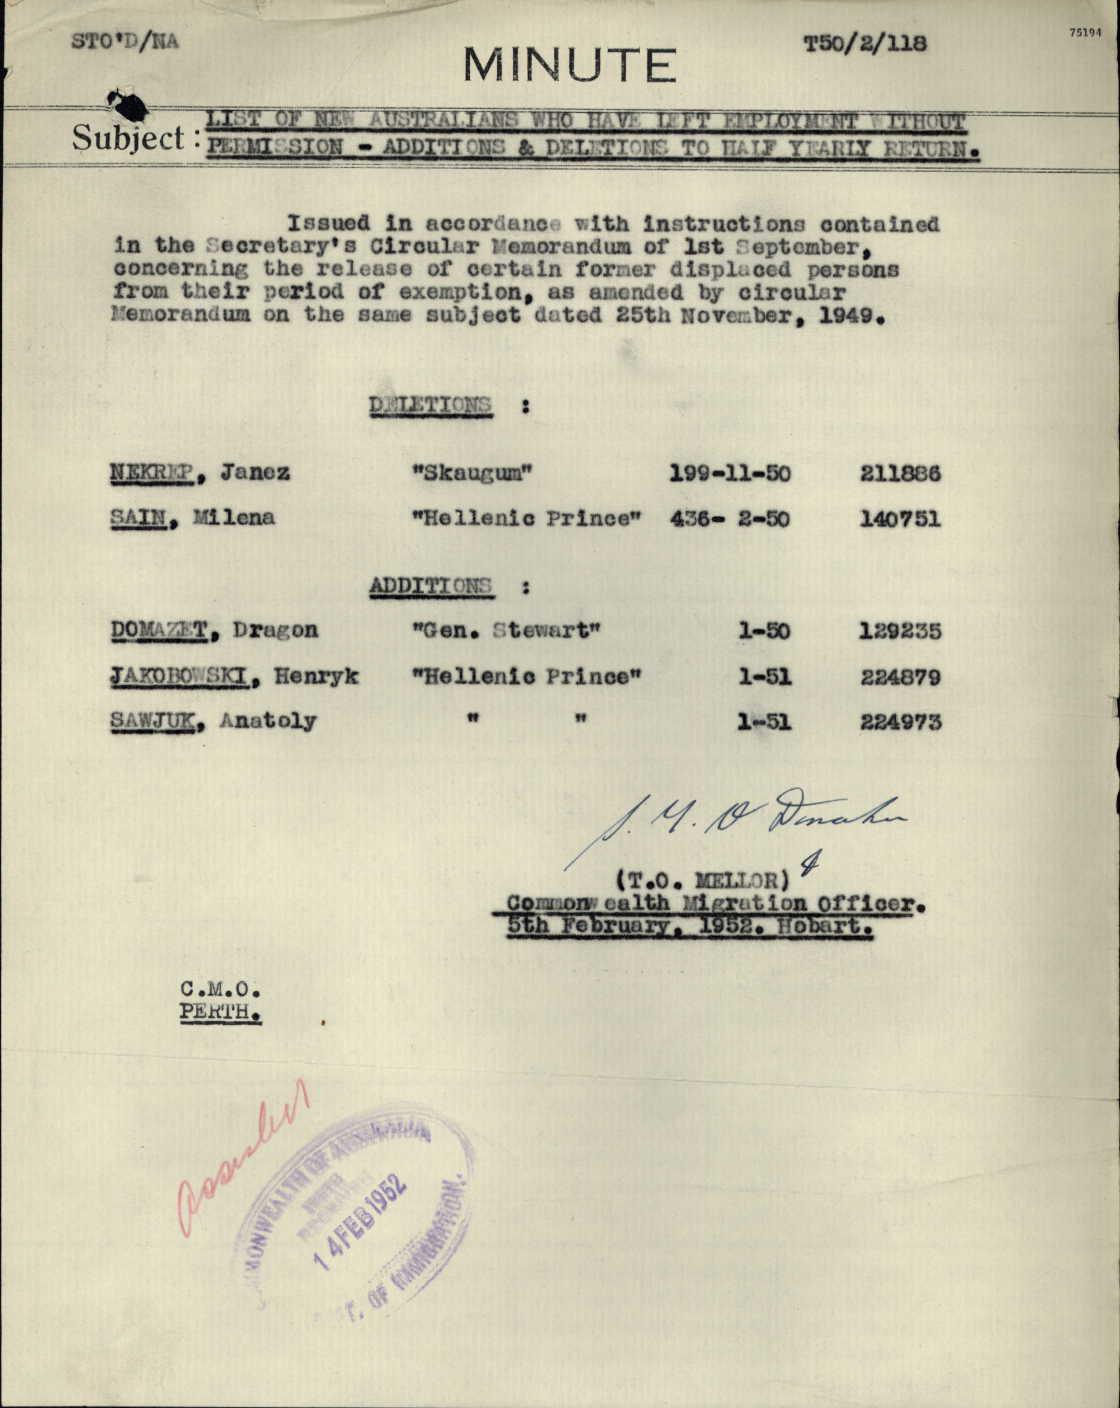 STO'D/NA
MINUTE
T50/2/118
75194
Subject : LIST OF NEW AUSTRALIANS WHO HAVE LEFT EMPLOYMENT WITHOUT
PERMISSION - ADDITIONS & DELETIONS TO HALF YEARLY RETURN.
Issued in accordance with instructions contained
in the Secretary's Circular Memorandum of 1st September,
concerning the release of certain former displaced persons
from their period of exemption, as amended by circular
Memorandum on the same subject dated 25th November, 1949.
DELETIONS :
NEKREP, Janez "Skaugum" 199-11-50 211886
SAIN, Milena "Hellenic Prince" 436- 2-50 140751
ADDITIONS :
DOMAZET, Dragon "Gen. Stewart" 1-50 129235
JAKOBOWSKI, Henryk "Hellenic Prince" 1-51 224879
SAWJUK, Anatoly " " 1-51 224973
(T.O. MELLOR)
Commonwealth Migration Officer.
5th February, 1952. Hobart.
C.M.O.
PERTH.
COMMONWEALTH OF AUSTRALIA
14 FEB 1952
OF IMMIGRATION.